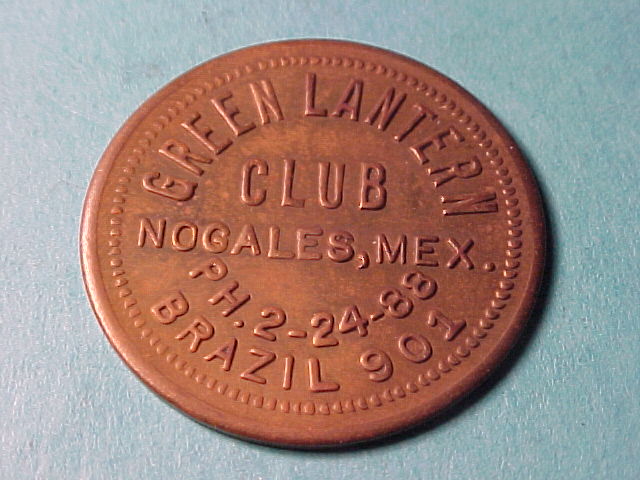 GREEN LANTERN
CLUB
NOGALES, MEX.
PH. 2-24-88
BRAZIL 901